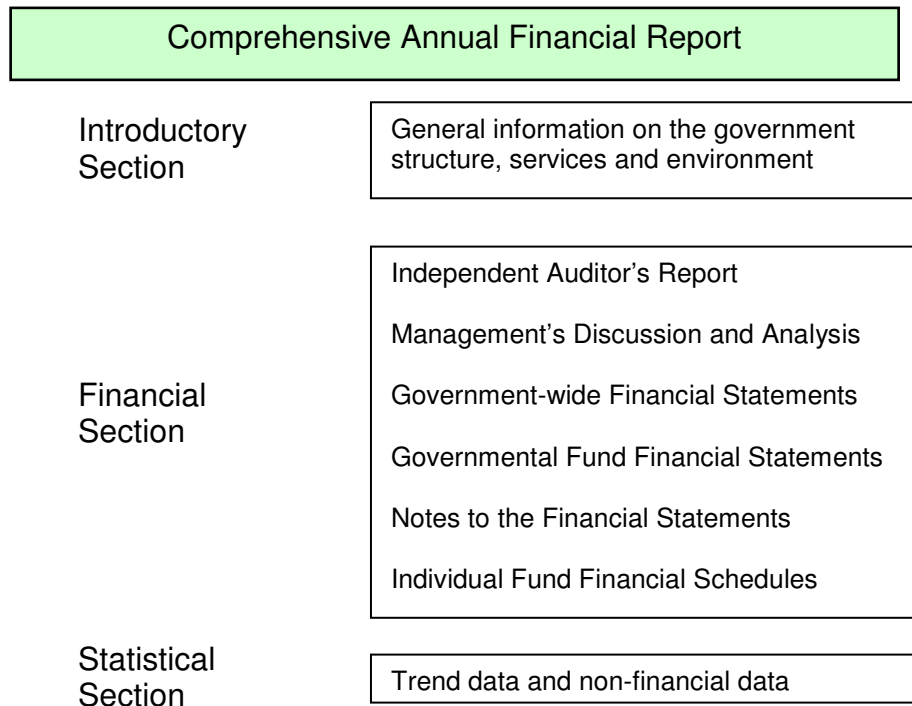 Comprehensive Annual Financial Report
Introductory
Section
General information on the government
structure, services and environment
Financial
Section
Independent Auditor's Report
Management's Discussion and Analysis
Government-wide Financial Statements
Governmental Fund Financial Statements
Notes to the Financial Statements
Individual Fund Financial Schedules
Statistical
Section
Trend data and non-financial data